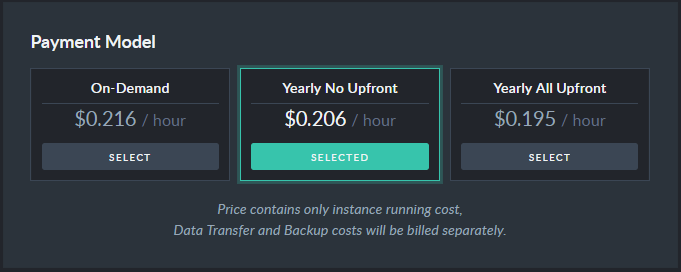 Payment Model
On-Demand
$0.216 / hour
SELECT
Yearly No Upfront
$0.206 / hour
SELECTED
Yearly All Upfront
$0.195 / hour
SELECT
Price contains only instance running cost,
Data Transfer and Backup costs will be billed separately.